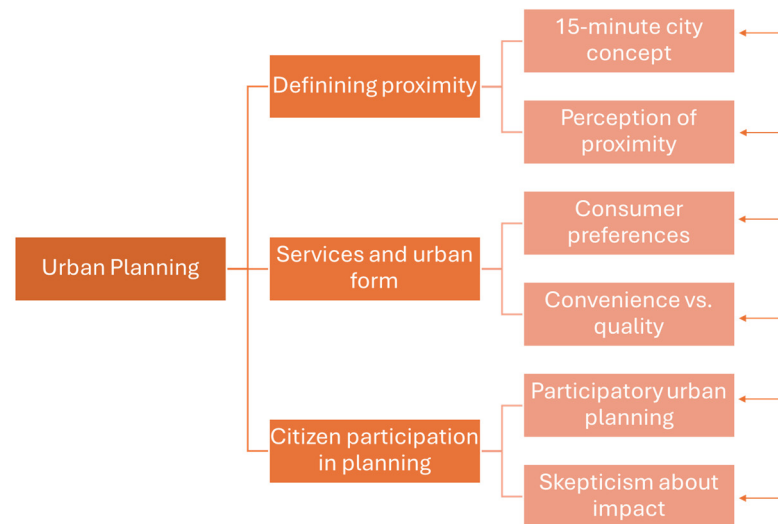 Urban Planning
Definining proximity
15-minute city
concept
Perception of
proximity
Services and urban
form
Consumer
preferences
Convenience vs.
quality
Citizen participation
in planning
Participatory urban
planning
Skepticism about
impact